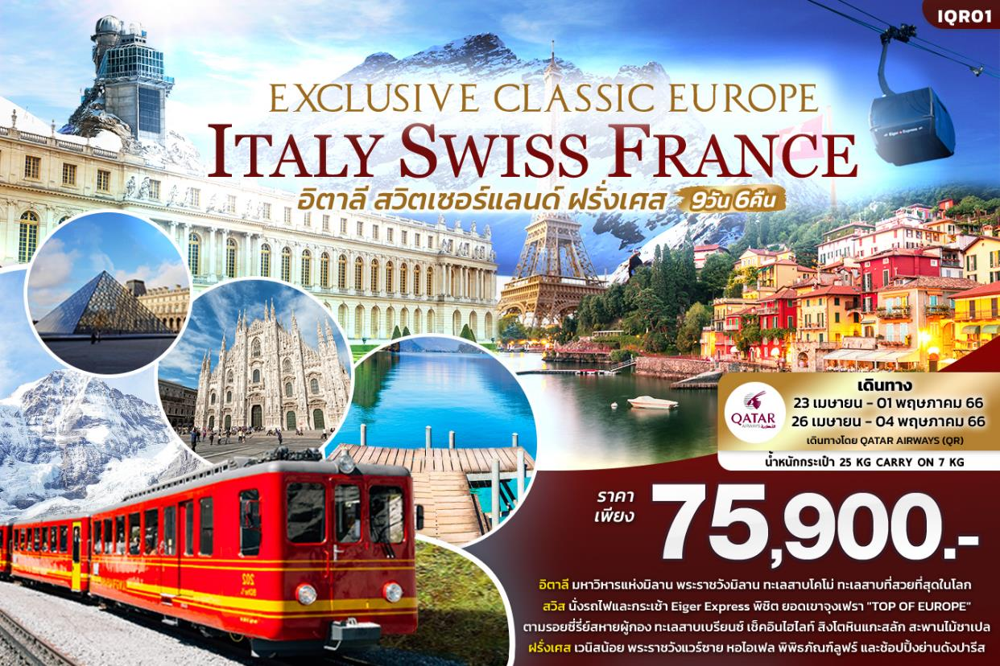 IQR01
EXCLUSIVE CLASSIC EUROPE
ITALY SWISS FRANCE
อิตาลี สวิตเซอร์แลนด์ ฝรั่งเศส 9วัน 6คืน
Eiger Express
เดินทาง
23 เมษายน - 01 พฤษภาคม 66
26 เมษายน - 04 พฤษภาคม 66
เดินทางโดย QATAR AIRWAYS (QR)
QATAR
AIRWAYS القطرية
น้ำหนักกระเป๋า 25 KG CARRY ON 7 KG
ราคา
เพียง
75,900.-
อิตาลี มหาวิหารแห่งมิลาน พระราชวังมิลาน ทะเลสาบโคโม่ ทะเลสาบที่สวยที่สุดในโลก
สวิส นั่งรถไฟและกระเช้า Eiger Express พิชิต ยอดเขาจุงเฟรา "TOP OF EUROPE"
ตามรอยซี่รี่ย์สหายผู้กอง ทะเลสาบเบรียนซ์ เช็คอินไฮไลท์ สิงโตหินแกะสลัก สะพานไม้ชาเปล
ฝรั่งเศส เวนิสน้อย พระราชวังแวร์ซาย หอไอเฟล พิพิธภัณฑ์ลูฟร์ และช้อปปิ้งย่านดังปารีส
202